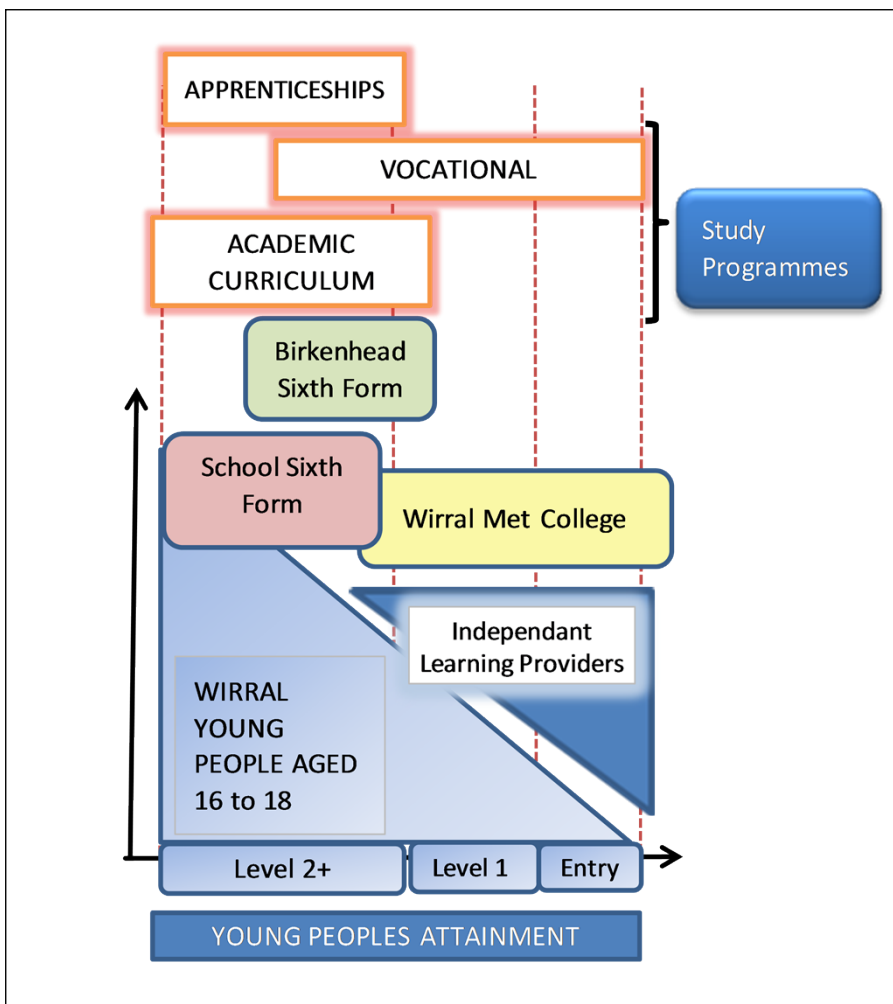 APPRENTICESHIPS
VOCATIONAL
ACADEMIC
CURRICULUM
Study
Programmes
Birkenhead
Sixth Form
School Sixth
Form
Wirral Met College
Independant
Learning Providers
WIRRAL
YOUNG
PEOPLE AGED
16 to 18
Level 2+
Level 1
Entry
YOUNG PEOPLES ATTAINMENT